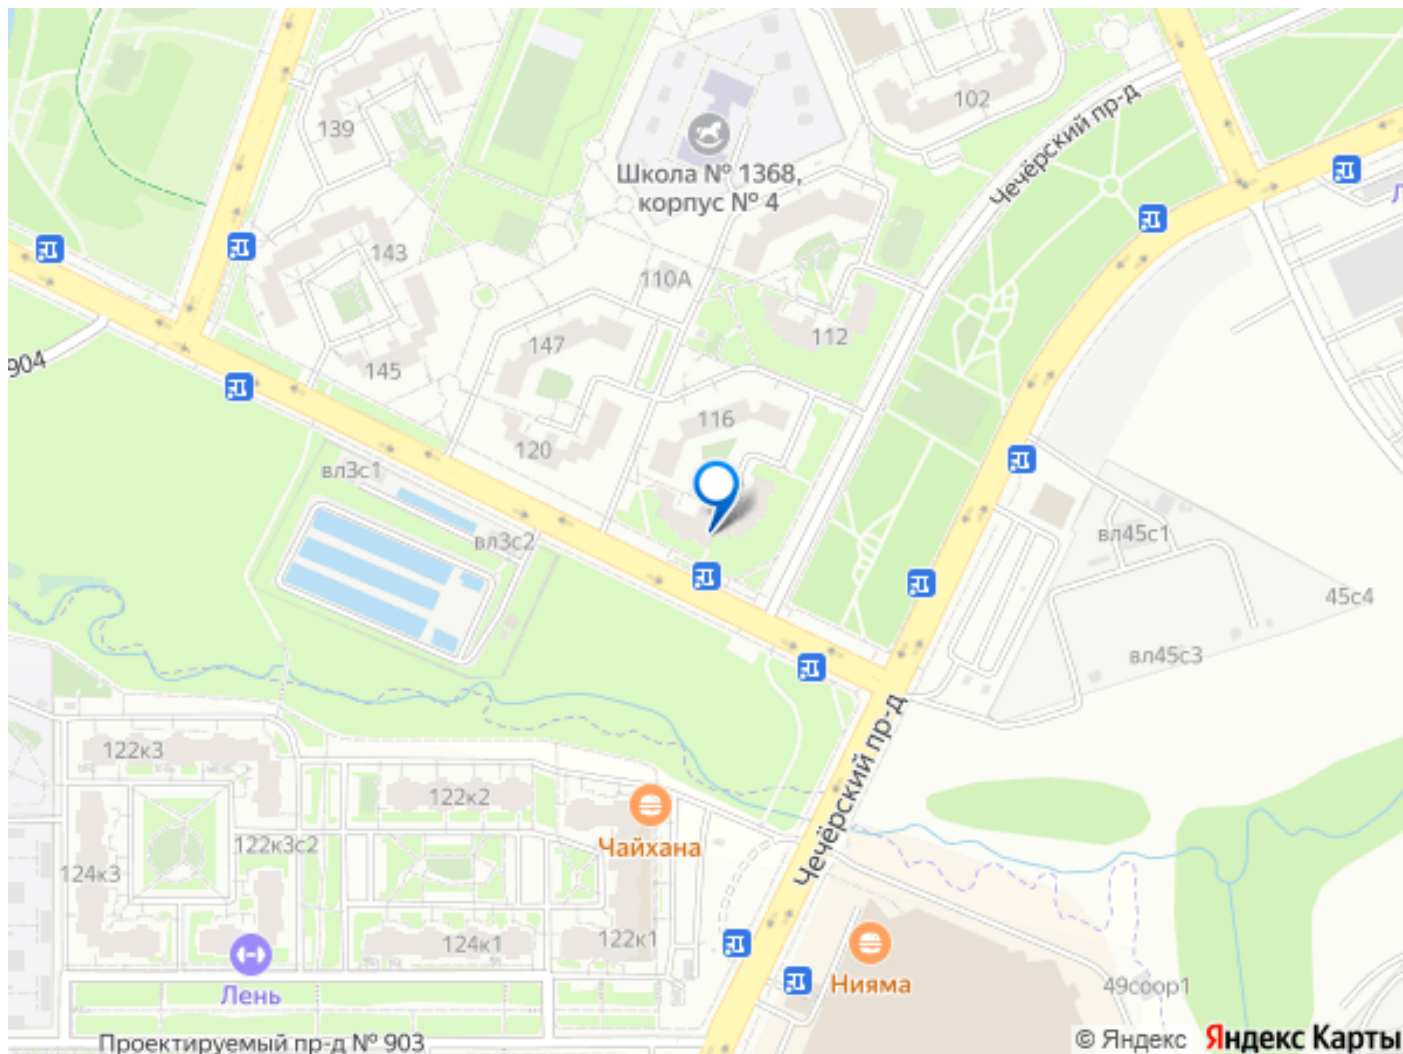 102
Чечёрский пр-д
139
Школа № 1368,
корпус № 4
Л
143
110А
112
147
904
145
116
120
вл3с1
вл3с2
вл45с1
45с4
вл45с3
Чечёрский пр-д
122к3
122к2
Чайхана
122к3с2
124к3
124к1
122к1
Нияма
Лень
49соор1
Проектируемый пр-д № 903
© Яндекс Яндекс Карты